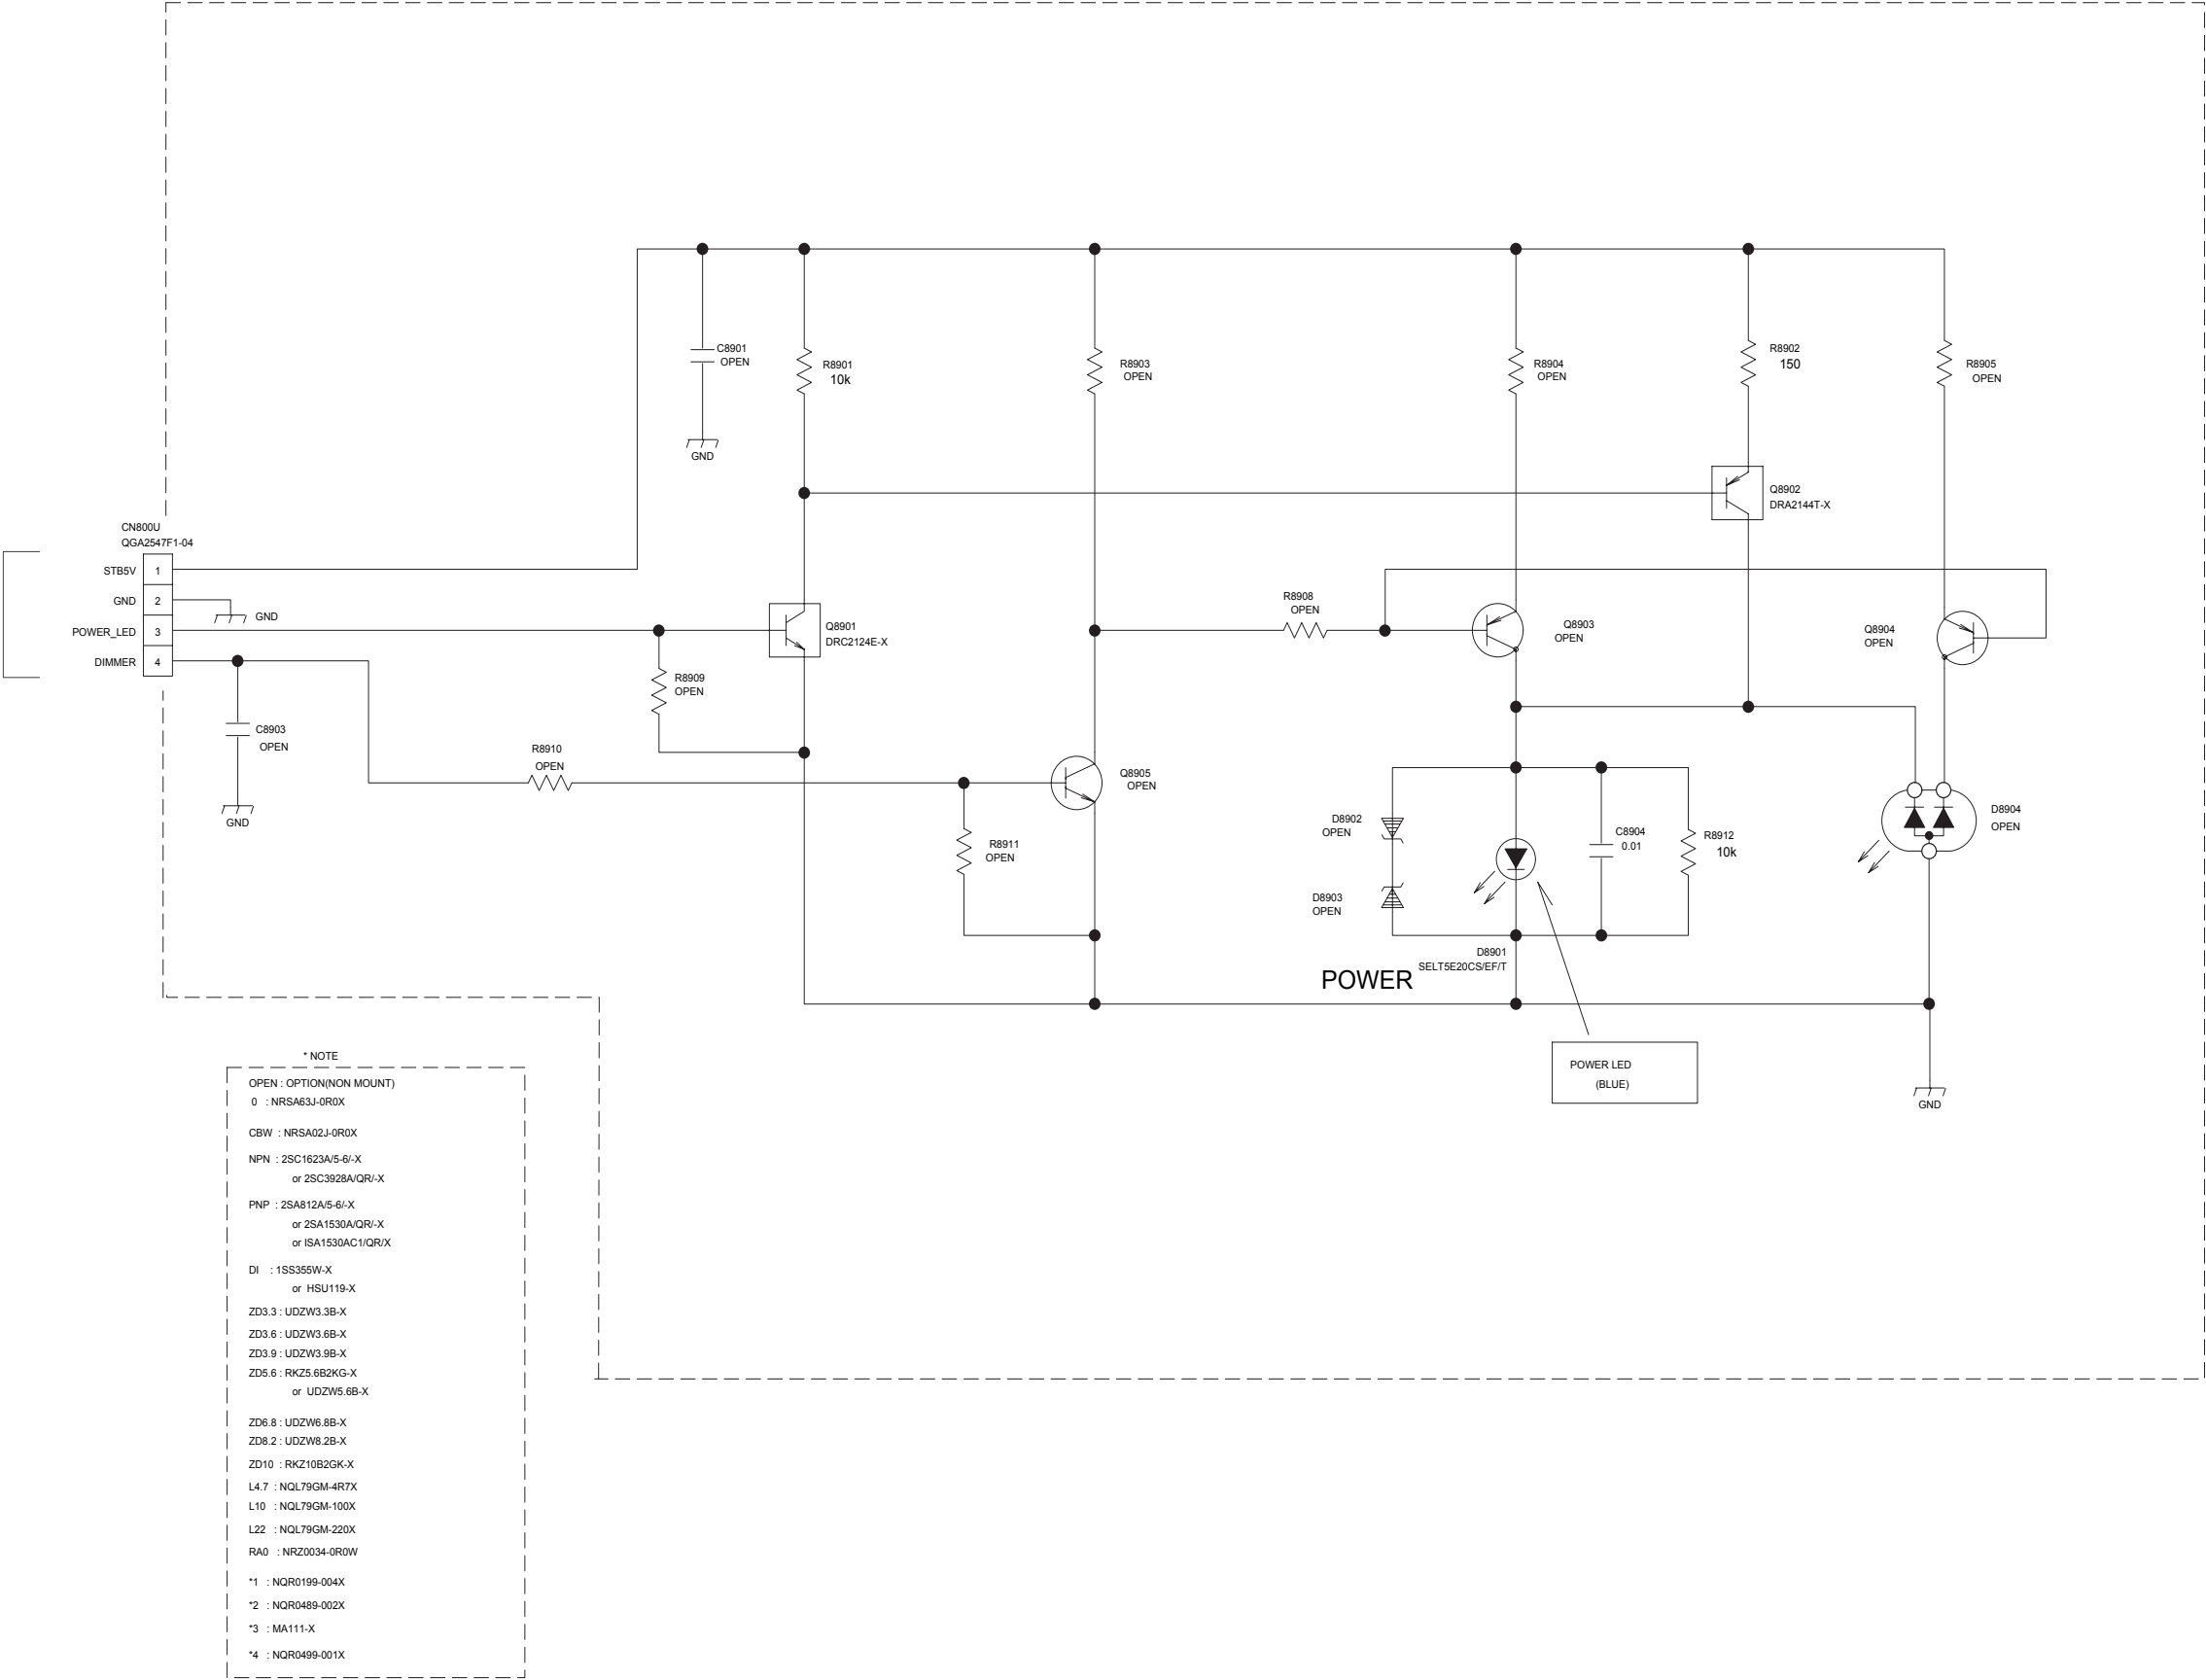 C8901
OPEN
R8901
10k
R8903
OPEN
R8904
OPEN
R8902
150
R8905
OPEN
GND
Q8902
DRA2144T-X
CN800U
QGA2547F1-04
STB5V 1
GND 2
GND
POWER_LED 3
DIMMER 4
Q8901
DRC2124E-X
R8908
OPEN
Q8903
OPEN
Q8904
OPEN
R8909
OPEN
C8903
OPEN
GND
R8910
OPEN
Q8905
OPEN
R8911
OPEN
D8902
OPEN
D8903
OPEN
C8904
0.01
R8912
10k
D8904
OPEN
D8901
SELT5E20CS/EF/T
POWER
POWER LED
(BLUE)
GND
* NOTE
OPEN : OPTION(NON MOUNT)
0 : NRSA63J-0R0X
CBW : NRSA02J-0R0X
NPN : 2SC1623A/5-6/-X
or 2SC3928A/QR/-X
PNP : 2SA812A/5-6/-X
or 2SA1530A/QR/-X
or ISA1530AC1/QR/X
DI : 1SS355W-X
or HSU119-X
ZD3.3 : UDZW3.3B-X
ZD3.6 : UDZW3.6B-X
ZD3.9 : UDZW3.9B-X
ZD5.6 : RKZ5.6B2KG-X
or UDZW5.6B-X
ZD6.8 : UDZW6.8B-X
ZD8.2 : UDZW8.2B-X
ZD10 : RKZ10B2GK-X
L4.7 : NQL79GM-4R7X
L10 : NQL79GM-100X
L22 : NQL79GM-220X
RA0 : NRZ0034-0R0W
*1 : NQR0199-004X
*2 : NQR0489-002X
*3 : MA111-X
*4 : NQR0499-001X